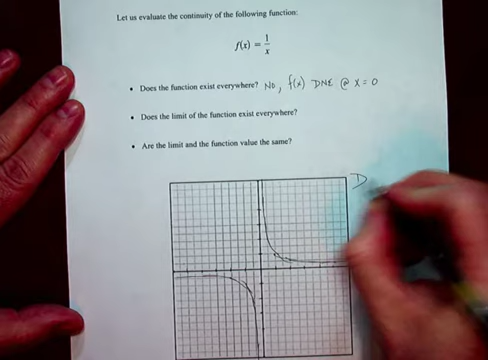 Let us evaluate the continuity of the following function:
f(x) = 1/x
• Does the function exist everywhere? NO, f(x) DNE @ x = 0
• Does the limit of the function exist everywhere?
• Are the limit and the function value the same?
D